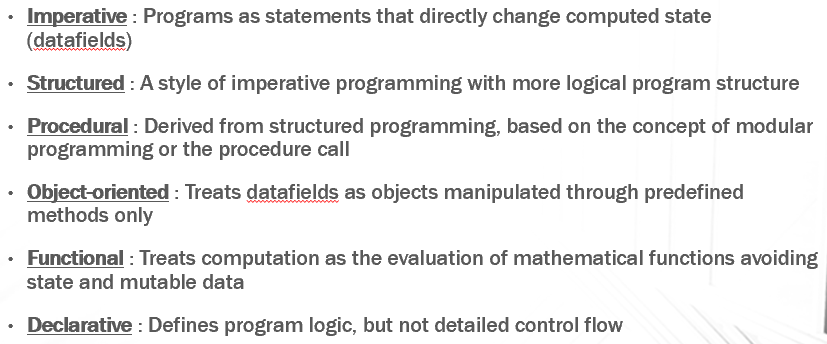 • Imperative : Programs as statements that directly change computed state
(datafields)
• Structured : A style of imperative programming with more logical program structure
• Procedural : Derived from structured programming, based on the concept of modular
programming or the procedure call
• Object-oriented : Treats datafields as objects manipulated through predefined
methods only
• Functional : Treats computation as the evaluation of mathematical functions avoiding
state and mutable data
• Declarative : Defines program logic, but not detailed control flow